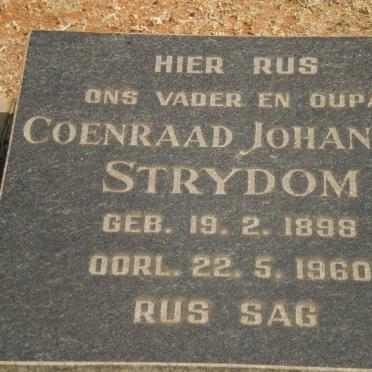 HIER RUS
ONS VADER EN OUPA
COENRAAD JOHAN
STRYDOM
GEB. 19. 2. 1898
OORL. 22. 5. 1960
RUS SAG